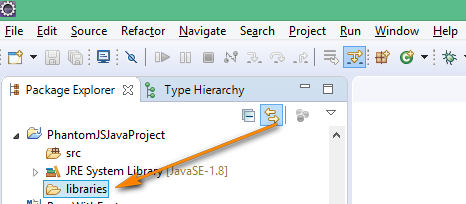 File Edit Source Refactor Navigate Search Project Run Window Help
Package Explorer Type Hierarchy
PhantomJSJavaProject
src
JRE System Library [JavaSE-1.8]
libraries